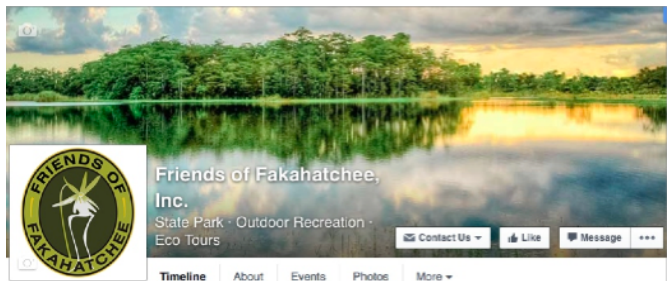 FRIENDS OF
FAKAHATCHEE
Friends of Fakahatchee,
Inc.
State Park · Outdoor Recreation ·
Eco Tours
Contact Us
Like
Message
Timeline About Events Photos More